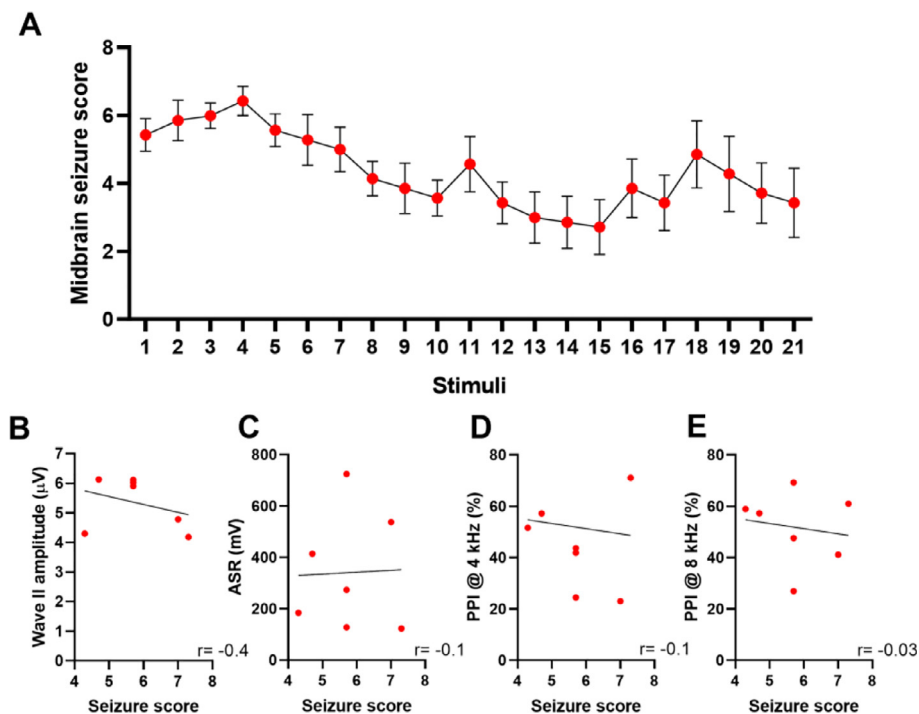 A
Midbrain seizure score
8
6
4
2
0
1 2 3 4 5 6 7 8 9 10 11 12 13 14 15 16 17 18 19 20 21
Stimuli
B
Wave II amplitude (μV)
7
6
5
4
3
2
1
0
4 5 6 7 8
Seizure score
r= -0.4
C
ASR (mV)
800
600
400
200
0
4 5 6 7 8
Seizure score
r= -0.1
D
PPI @ 4 kHz (%)
80
60
40
20
0
4 5 6 7 8
Seizure score
r= -0.1
E
PPI @ 8 kHz (%)
80
60
40
20
0
4 5 6 7 8
Seizure score
r= -0.03